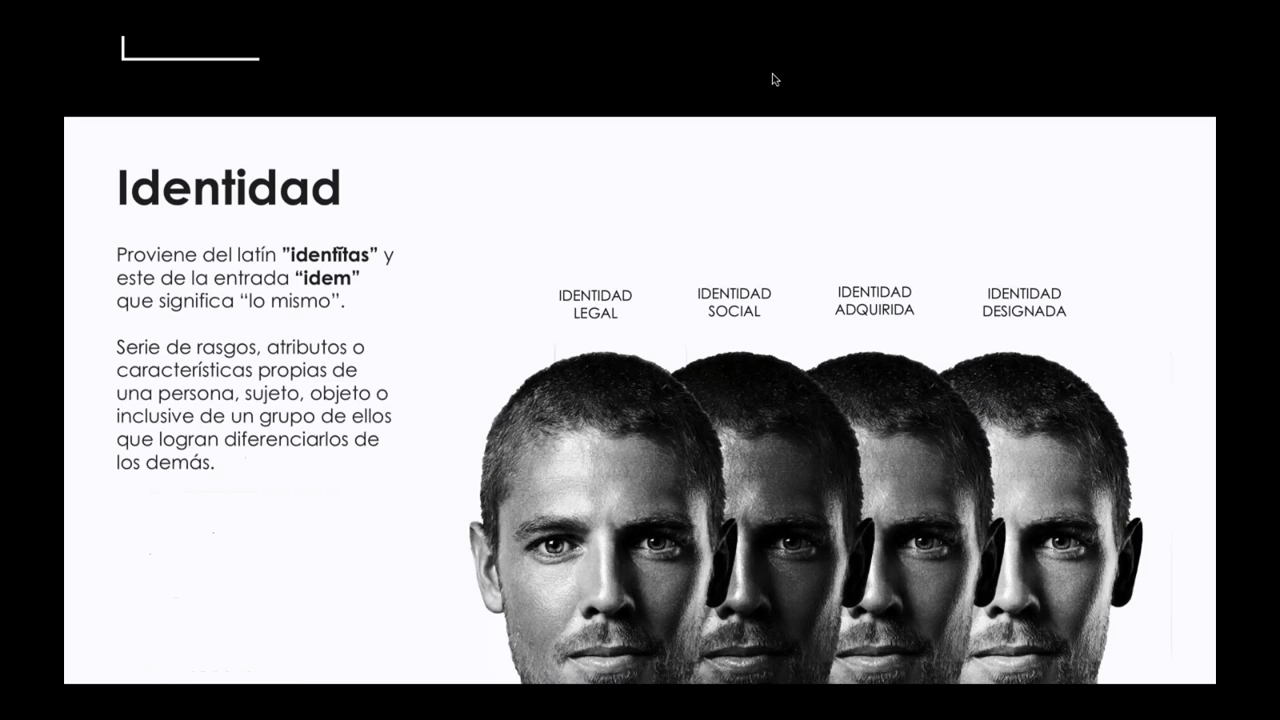 Identidad
Proviene del latín ”identĭtas” y
este de la entrada “idem”
que significa “lo mismo”.
Serie de rasgos, atributos o
características propias de
una persona, sujeto, objeto o
inclusive de un grupo de ellos
que logran diferenciarlos de
los demás.
IDENTIDAD
LEGAL
IDENTIDAD
SOCIAL
IDENTIDAD
ADQUIRIDA
IDENTIDAD
DESIGNADA